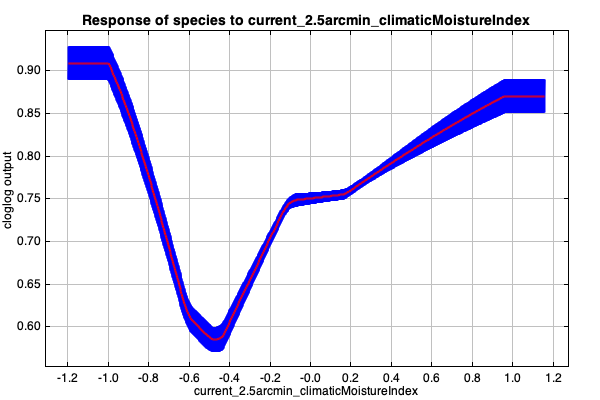 Response of species to current_2.5arcmin_climaticMoistureIndex
0.90
0.85
0.80
0.75
0.70
0.65
0.60
cloglog output
-1.2 -1.0 -0.8 -0.6 -0.4 -0.2 -0.0 0.2 0.4 0.6 0.8 1.0 1.2
current_2.5arcmin_climaticMoistureIndex